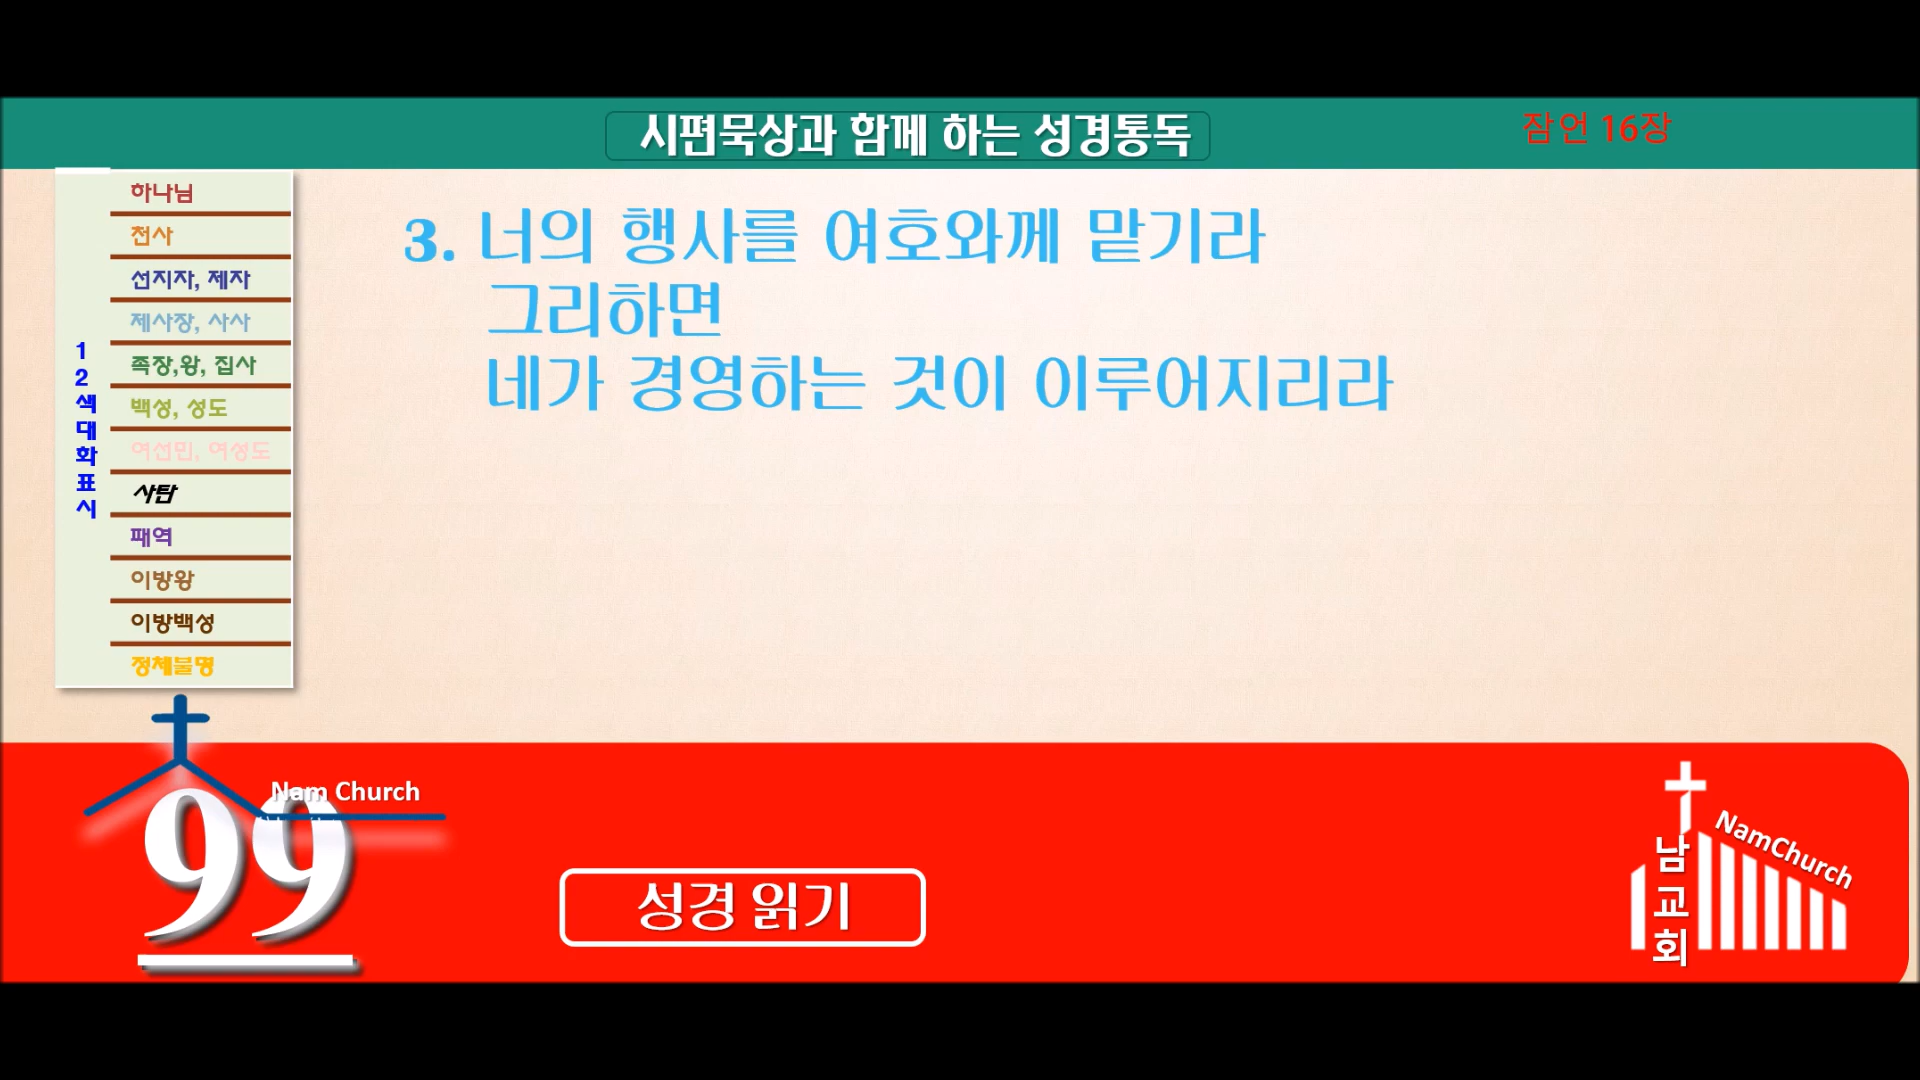 시편묵상과 함께 하는 성경통독
잠언 16장
12색대화표시
하나님
천사
선지자, 제자
제사장, 사사
족장,왕, 집사
백성, 성도
여선민, 여성도
사탄
패역
이방왕
이방백성
정체불명
3. 너의 행사를 여호와께 맡기라
그리하면
네가 경영하는 것이 이루어지리라
Nam Church
99
성경 읽기
NamChurch
남교회